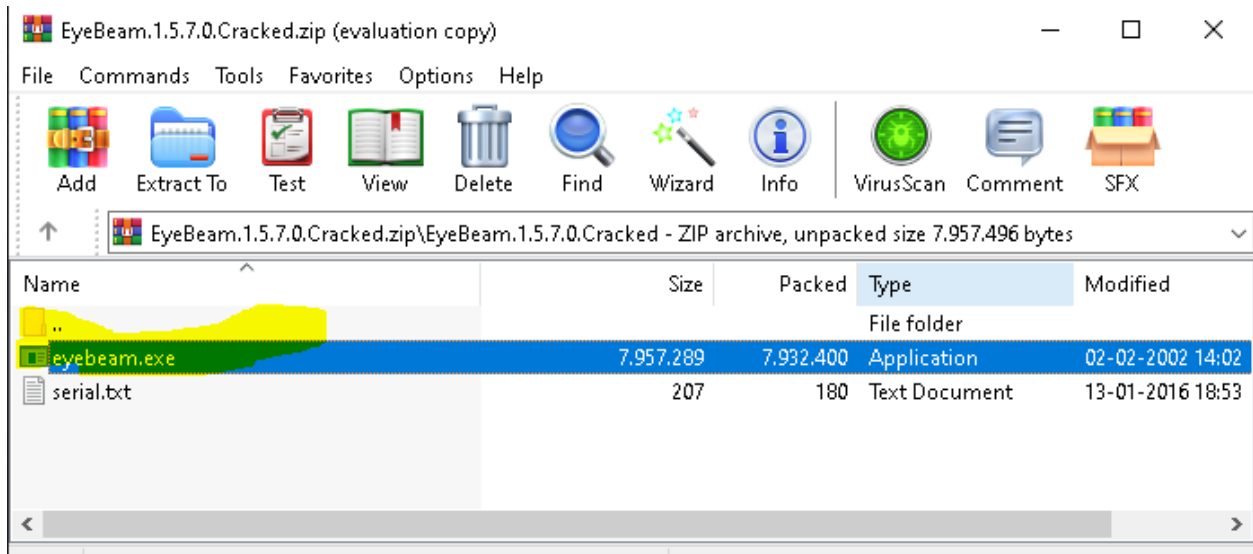 EyeBeam.1.5.7.0.Cracked.zip (evaluation copy)
File Commands Tools Favorites Options Help
Add Extract To Test View Delete Find Wizard Info VirusScan Comment SFX
EyeBeam.1.5.7.0.Cracked.zip\EyeBeam.1.5.7.0.Cracked - ZIP archive, unpacked size 7.957.496 bytes
Name Size Packed Type Modified
.. File folder
eyebeam.exe 7.957.289 7.932.400 Application 02-02-2002 14:02
serial.txt 207 180 Text Document 13-01-2016 18:53